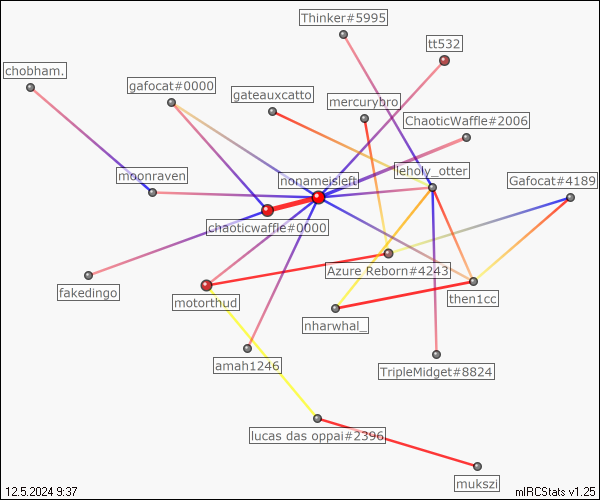 Thinker#5995
tt532
chobham.
gafocat#0000
gateauxcatto
mercurybro
ChaoticWaffle#2006
moonraven
nonameisleft
leholy_otter
Gafocat#4189
chaoticwaffle#0000
Azure Reborn#4243
fakedingo
motorthud
then1cc
nharwhal_
amah1246
TripleMidget#8824
lucas das oppai#2396
mukszi
12.5.2024 9:37
mIRCStats v1.25